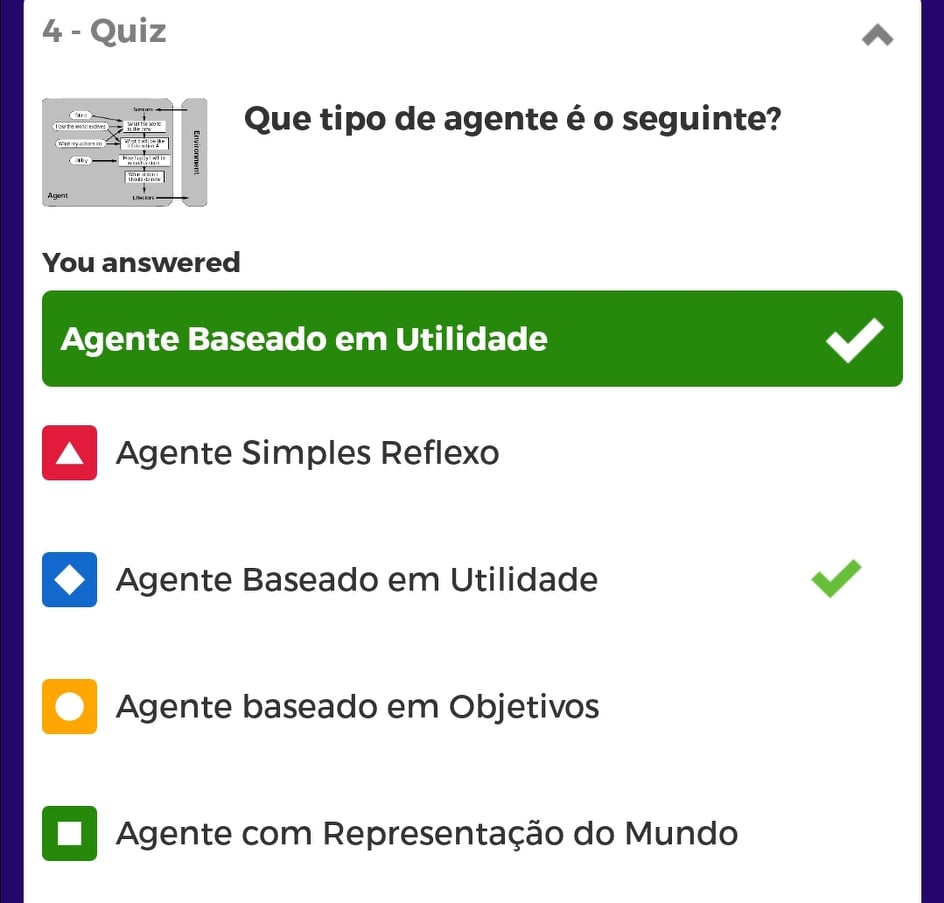 4 - Quiz
Que tipo de agente é o seguinte?
Sensors
State
How the world evolves
What the world
is like now
What my actions do
What it will be like
if I do action A
Utility
How happy I will be
in such a state
What action I
should do now
Environment
Agent
Effectors
You answered
Agente Baseado em Utilidade
Agente Simples Reflexo
Agente Baseado em Utilidade
Agente baseado em Objetivos
Agente com Representação do Mundo